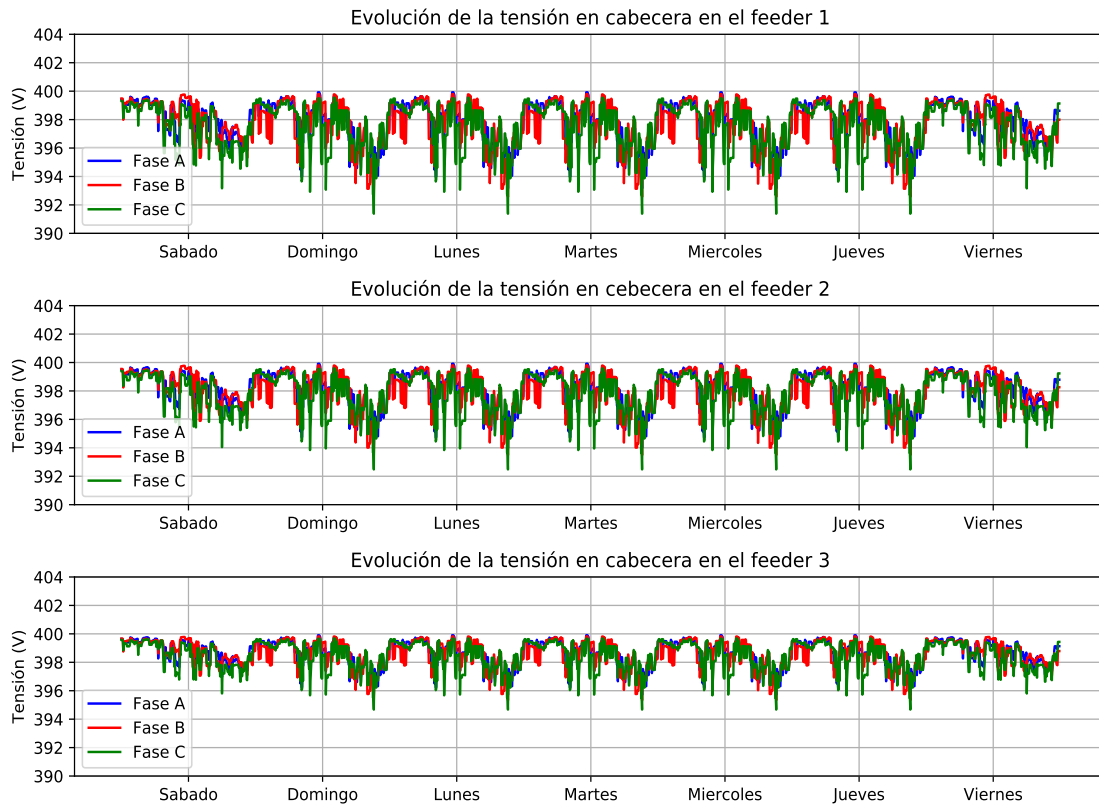 Evolución de la tensión en cabecera en el feeder 1
404
402
400
398
396
394
392
390
Tensión (V)
Fase A
Fase B
Fase C
Sabado Domingo Lunes Martes Miercoles Jueves Viernes
Evolución de la tensión en cebecera en el feeder 2
404
402
400
398
396
394
392
390
Tensión (V)
Fase A
Fase B
Fase C
Sabado Domingo Lunes Martes Miercoles Jueves Viernes
Evolución de la tensión en cabecera en el feeder 3
404
402
400
398
396
394
392
390
Tensión (V)
Fase A
Fase B
Fase C
Sabado Domingo Lunes Martes Miercoles Jueves Viernes